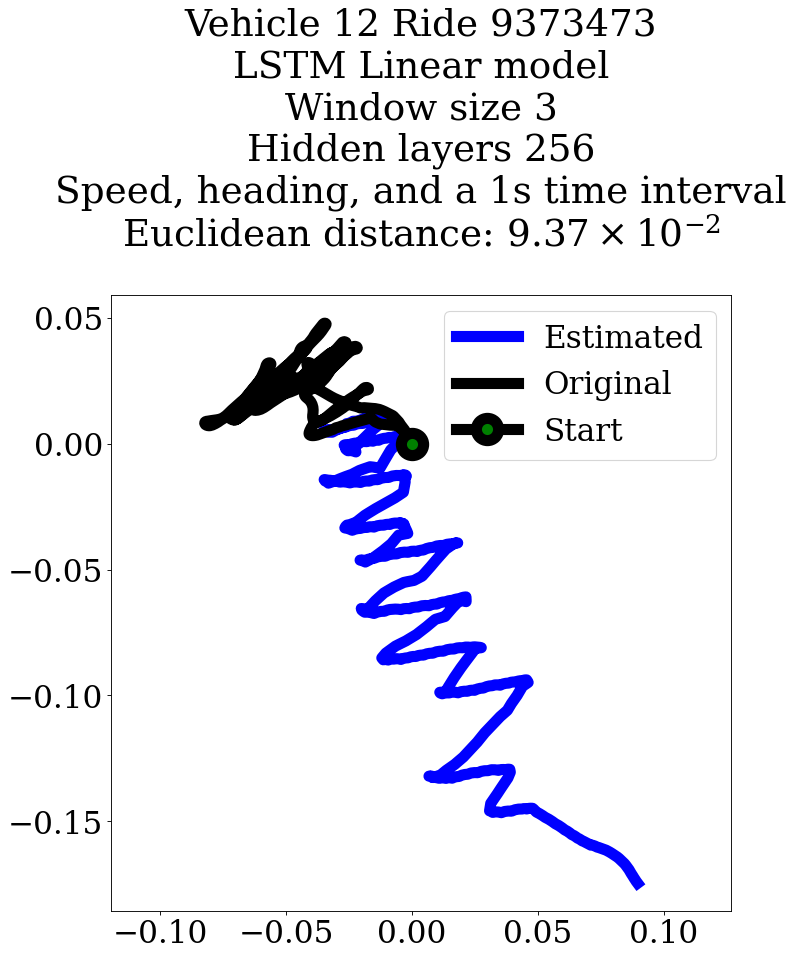 Vehicle 12 Ride 9373473
LSTM Linear model
Window size 3
Hidden layers 256
Speed, heading, and a 1s time interval
Euclidean distance: 9.37 × 10⁻²
Estimated
Original
Start
0.05
0.00
−0.05
−0.10
−0.15
−0.10
−0.05
0.00
0.05
0.10